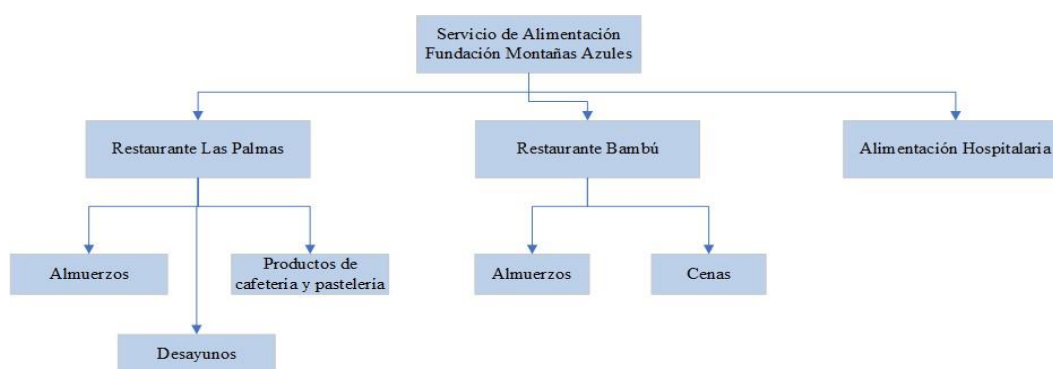 Servicio de Alimentación
Fundación Montañas Azules
Restaurante Las Palmas
Restaurante Bambú
Alimentación Hospitalaria
Almuerzos
Productos de
cafeteria y pasteleria
Almuerzos
Cenas
Desayunos